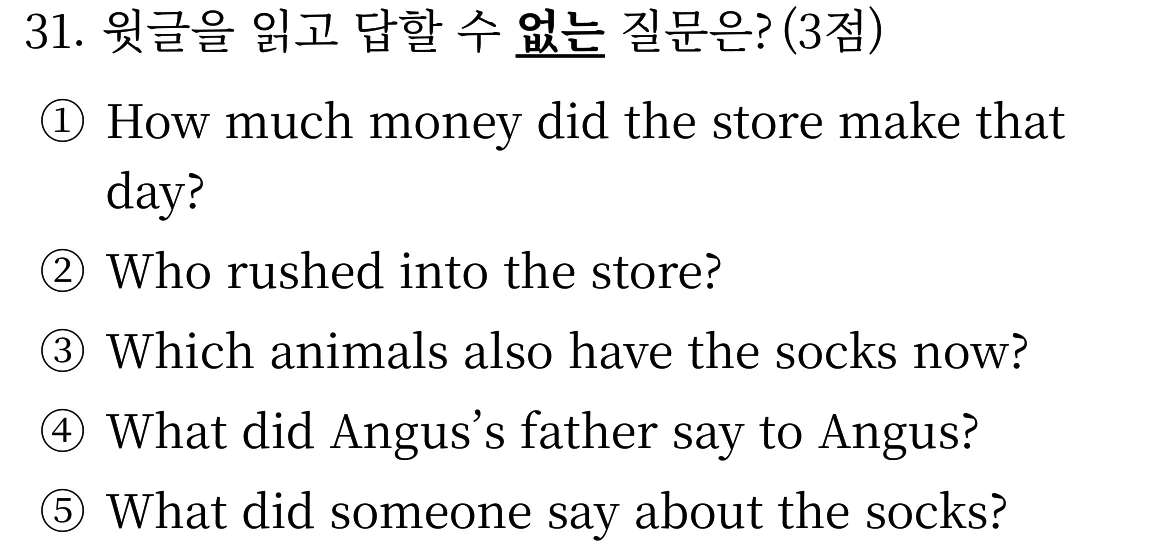 31. 윗글을 읽고 답할 수 없는 질문은?(3점)
① How much money did the store make that
day?
② Who rushed into the store?
③ Which animals also have the socks now?
④ What did Angus’s father say to Angus?
⑤ What did someone say about the socks?